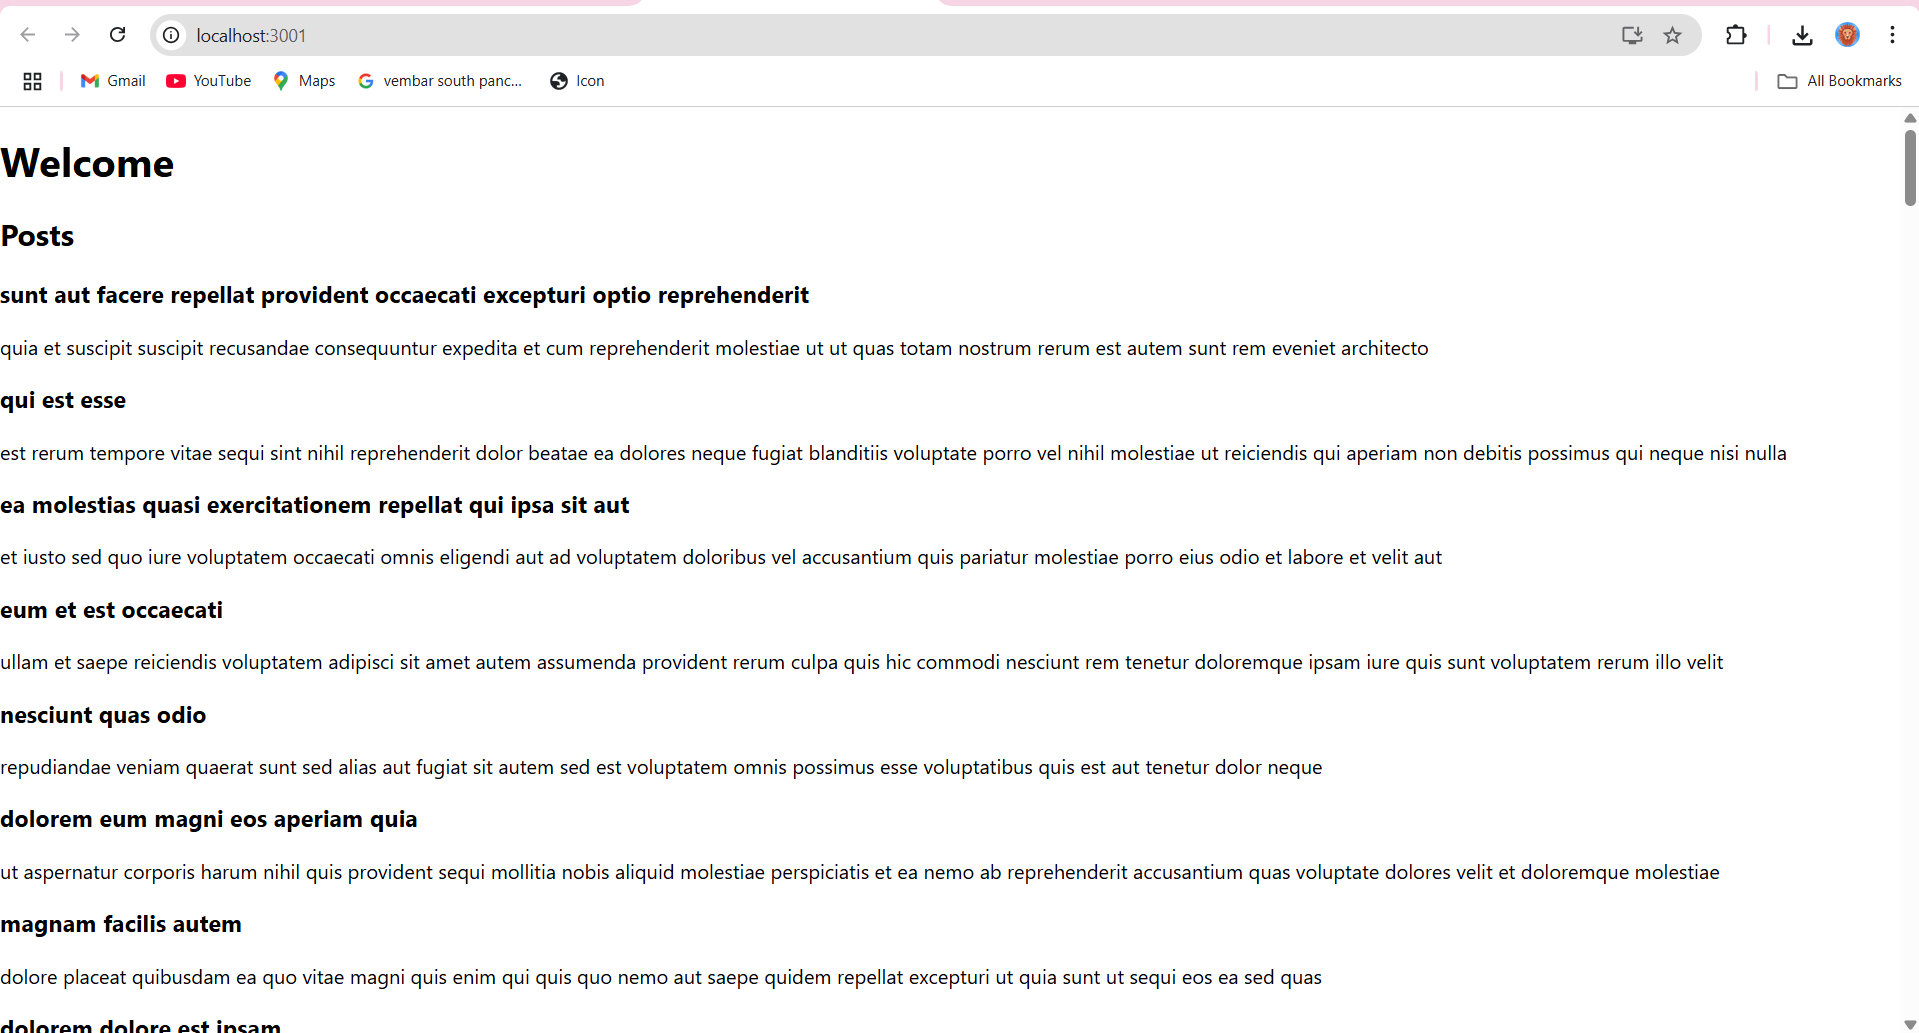 localhost:3001
Gmail YouTube Maps vembar south panc... Icon All Bookmarks
Welcome
Posts
sunt aut facere repellat provident occaecati excepturi optio reprehenderit
quia et suscipit suscipit recusandae consequuntur expedita et cum reprehenderit molestiae ut ut quas totam nostrum rerum est autem sunt rem eveniet architecto
qui est esse
est rerum tempore vitae sequi sint nihil reprehenderit dolor beatae ea dolores neque fugiat blanditiis voluptate porro vel nihil molestiae ut reiciendis qui aperiam non debitis possimus qui neque nisi nulla
ea molestias quasi exercitationem repellat qui ipsa sit aut
et iusto sed quo iure voluptatem occaecati omnis eligendi aut ad voluptatem doloribus vel accusantium quis pariatur molestiae porro eius odio et labore et velit aut
eum et est occaecati
ullam et saepe reiciendis voluptatem adipisci sit amet autem assumenda provident rerum culpa quis hic commodi nesciunt rem tenetur doloremque ipsam iure quis sunt voluptatem rerum illo velit
nesciunt quas odio
repudiandae veniam quaerat sunt sed alias aut fugiat sit autem sed est voluptatem omnis possimus esse voluptatibus quis est aut tenetur dolor neque
dolorem eum magni eos aperiam quia
ut aspernatur corporis harum nihil quis provident sequi mollitia nobis aliquid molestiae perspiciatis et ea nemo ab reprehenderit accusantium quas voluptate dolores velit et doloremque molestiae
magnam facilis autem
dolore placeat quibusdam ea quo vitae magni quis enim qui quis quo nemo aut saepe quidem repellat excepturi ut quia sunt ut sequi eos ea sed quas
dolorem dolore est ipsam